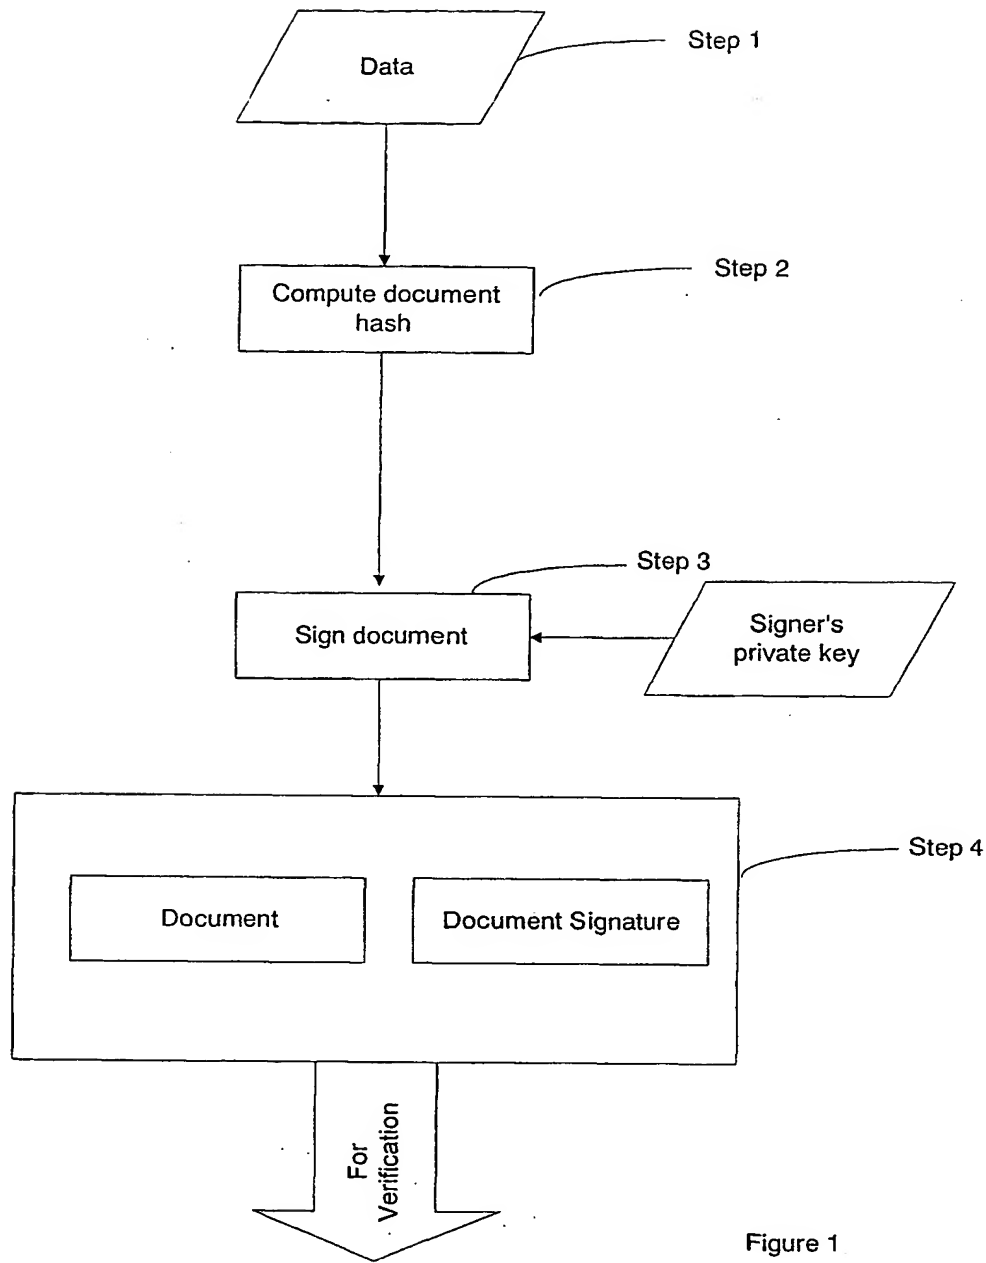 Data
Step 1
Compute document
hash
Step 2
Step 3
Sign document
Signer's
private key
Step 4
Document
Document Signature
For
Verification
Figure 1